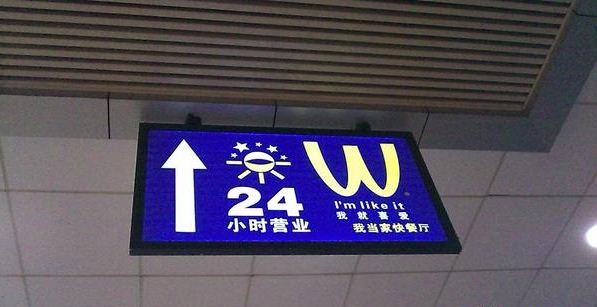 24
小时营业
W
I'm like it
我就喜爱
我当家快餐厅